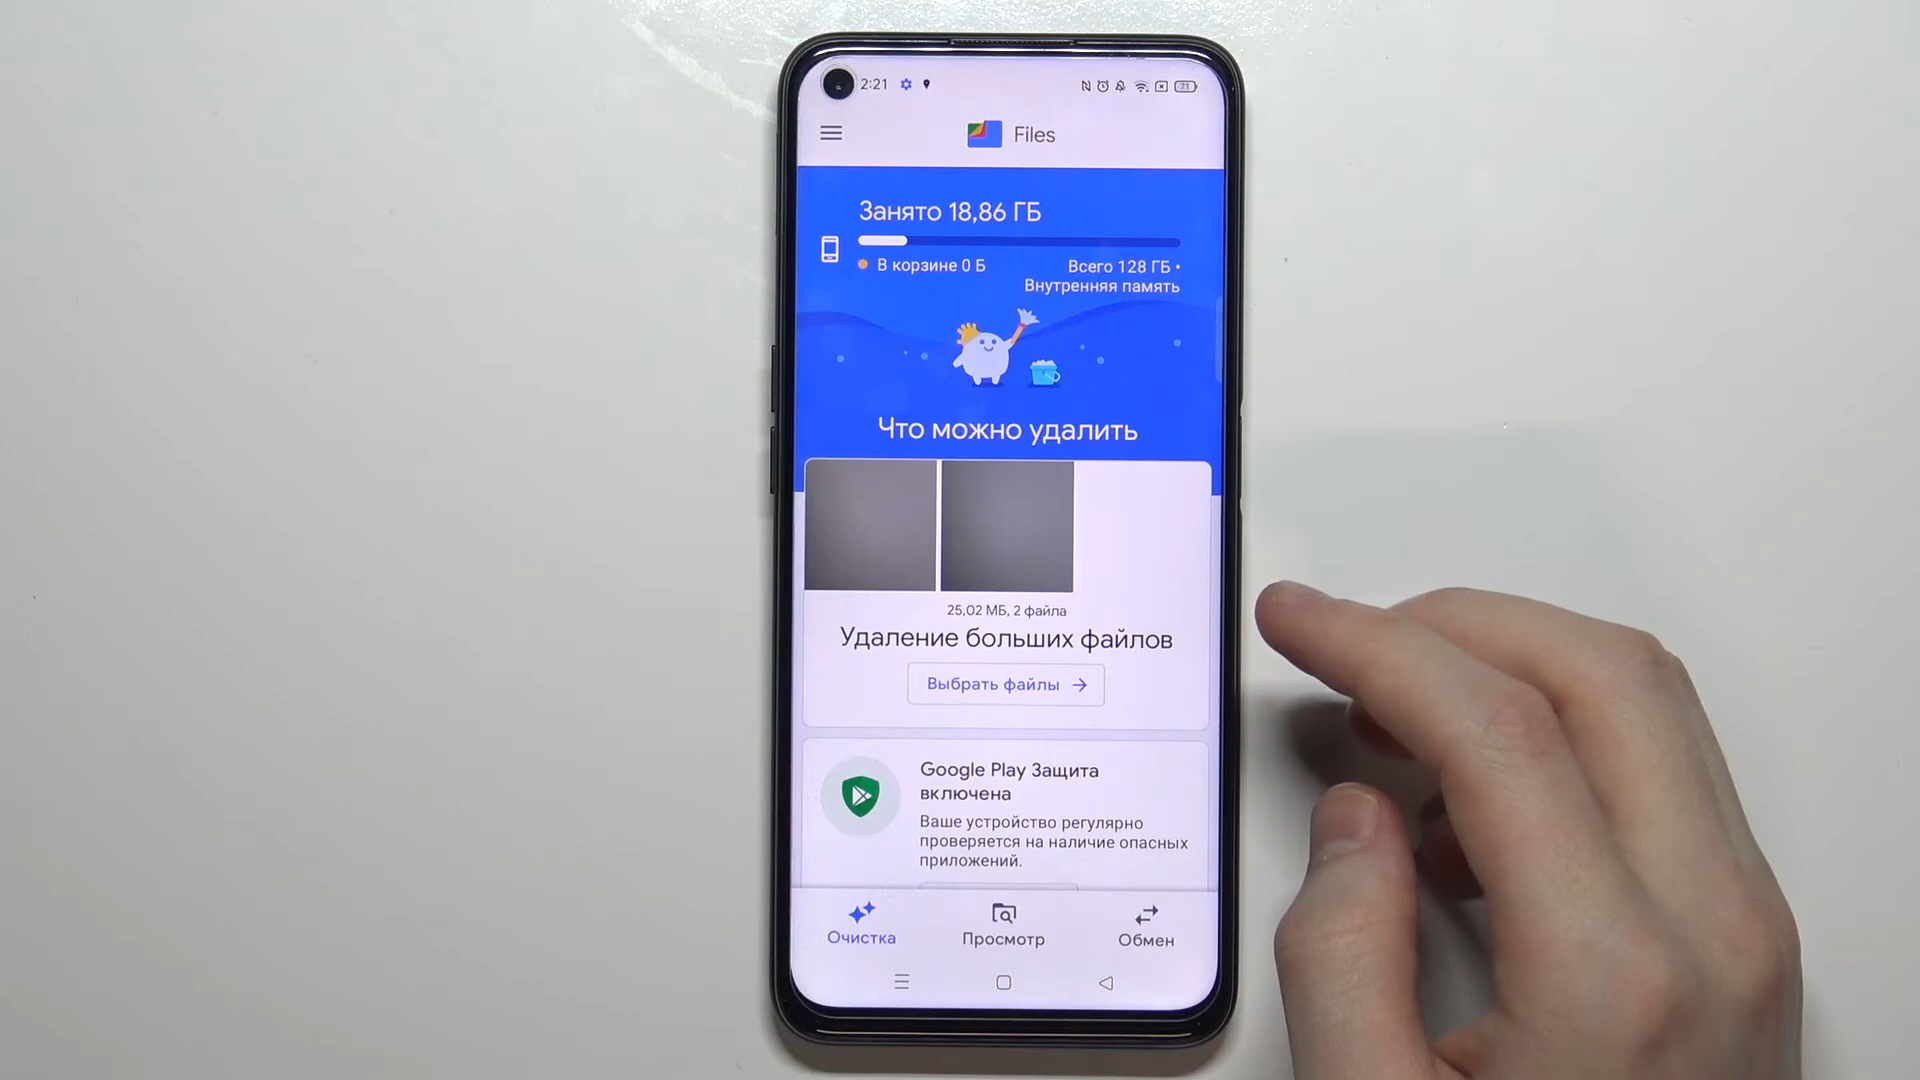 2:21
71
Files
Занято 18,86 ГБ
В корзине 0 Б
Всего 128 ГБ •
Внутренняя память
Что можно удалить
25,02 МБ, 2 файла
Удаление больших файлов
Выбрать файлы →
Google Play Защита
включена
Ваше устройство регулярно
проверяется на наличие опасных
приложений.
Очистка
Просмотр
Обмен